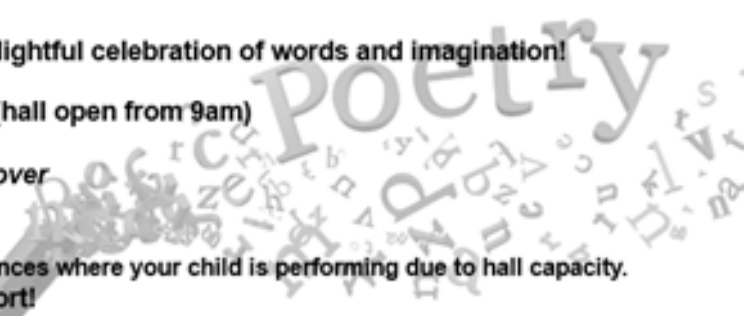 lightful celebration of words and imagination!
Poetry
(hall open from 9am)
over
nces where your child is performing due to hall capacity.
ort!